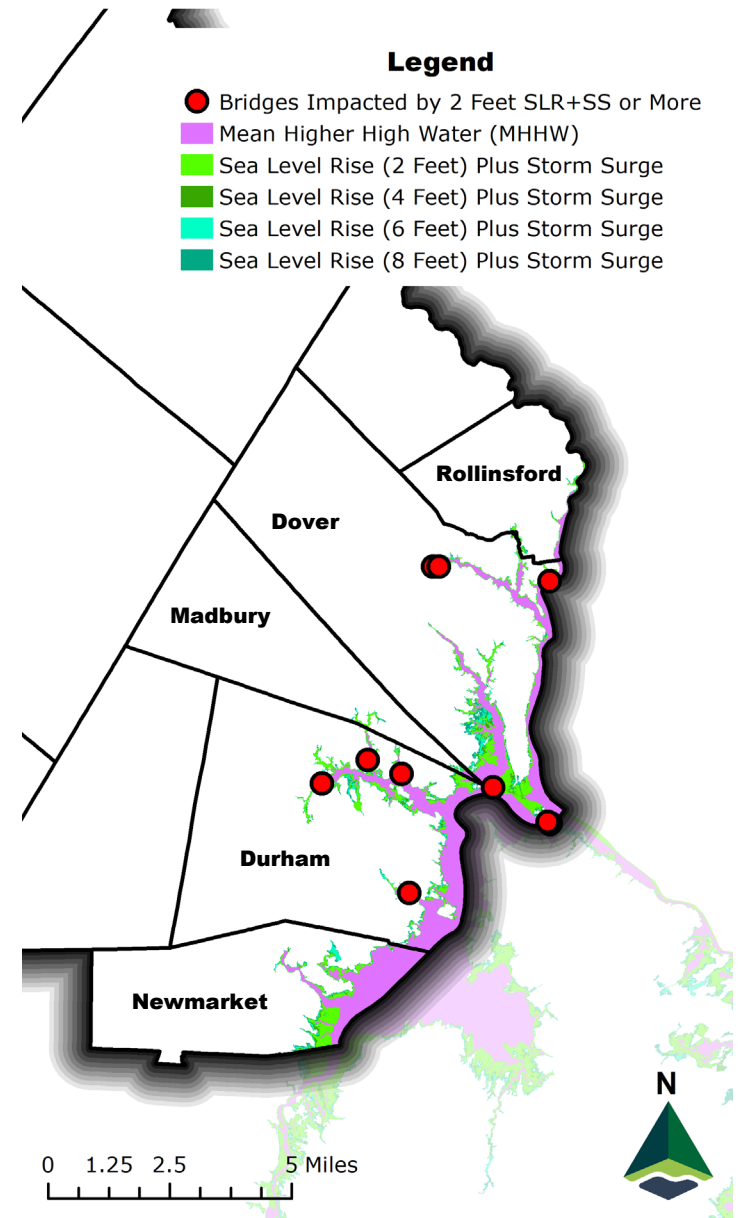 Legend
Bridges Impacted by 2 Feet SLR+SS or More
Mean Higher High Water (MHHW)
Sea Level Rise (2 Feet) Plus Storm Surge
Sea Level Rise (4 Feet) Plus Storm Surge
Sea Level Rise (6 Feet) Plus Storm Surge
Sea Level Rise (8 Feet) Plus Storm Surge
Rollinsford
Dover
Madbury
Durham
Newmarket
N
0 1.25 2.5 5 Miles